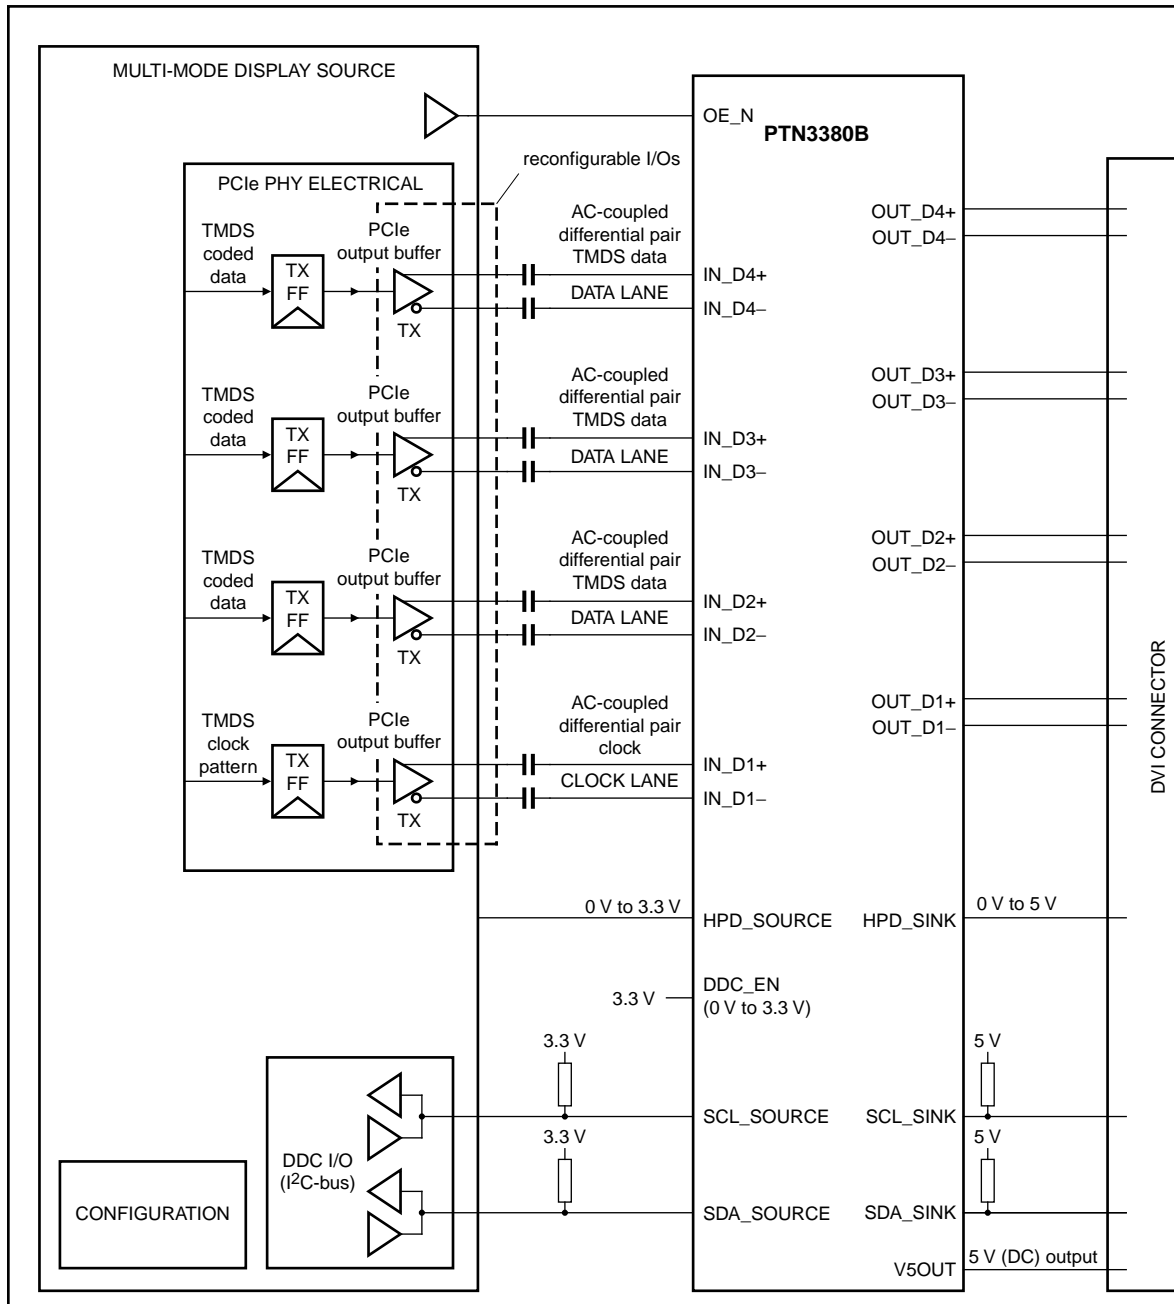 MULTI-MODE DISPLAY SOURCE
OE_N
PTN3380B
reconfigurable I/Os
PCIe PHY ELECTRICAL
TMDS
coded
data
TX
FF
PCIe
output buffer
TX
AC-coupled
differential pair
TMDS data
DATA LANE
IN_D4+
IN_D4−
OUT_D4+
OUT_D4−
TMDS
coded
data
TX
FF
PCIe
output buffer
TX
AC-coupled
differential pair
TMDS data
DATA LANE
IN_D3+
IN_D3−
OUT_D3+
OUT_D3−
TMDS
coded
data
TX
FF
PCIe
output buffer
TX
AC-coupled
differential pair
TMDS data
DATA LANE
IN_D2+
IN_D2−
OUT_D2+
OUT_D2−
TMDS
clock
pattern
TX
FF
PCIe
output buffer
TX
AC-coupled
differential pair
clock
CLOCK LANE
IN_D1+
IN_D1−
OUT_D1+
OUT_D1−
DVI CONNECTOR
0 V to 3.3 V
HPD_SOURCE
HPD_SINK
0 V to 5 V
3.3 V
DDC_EN
(0 V to 3.3 V)
3.3 V
5 V
SCL_SOURCE
SCL_SINK
3.3 V
5 V
DDC I/O
(I²C-bus)
SDA_SOURCE
SDA_SINK
CONFIGURATION
V5OUT
5 V (DC) output